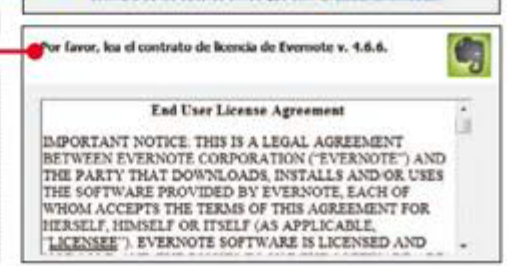 Por favor, lea el contrato de licencia de Evernote v. 4.6.6.
End User License Agreement
IMPORTANT NOTICE: THIS IS A LEGAL AGREEMENT
BETWEEN EVERNOTE CORPORATION ("EVERNOTE") AND
THE PARTY THAT DOWNLOADS, INSTALLS AND/OR USES
THE SOFTWARE PROVIDED BY EVERNOTE, EACH OF
WHOM ACCEPTS THE TERMS OF THIS AGREEMENT FOR
HERSELF, HIMSELF OR ITSELF (AS APPLICABLE,
"LICENSEE"). EVERNOTE SOFTWARE IS LICENSED AND